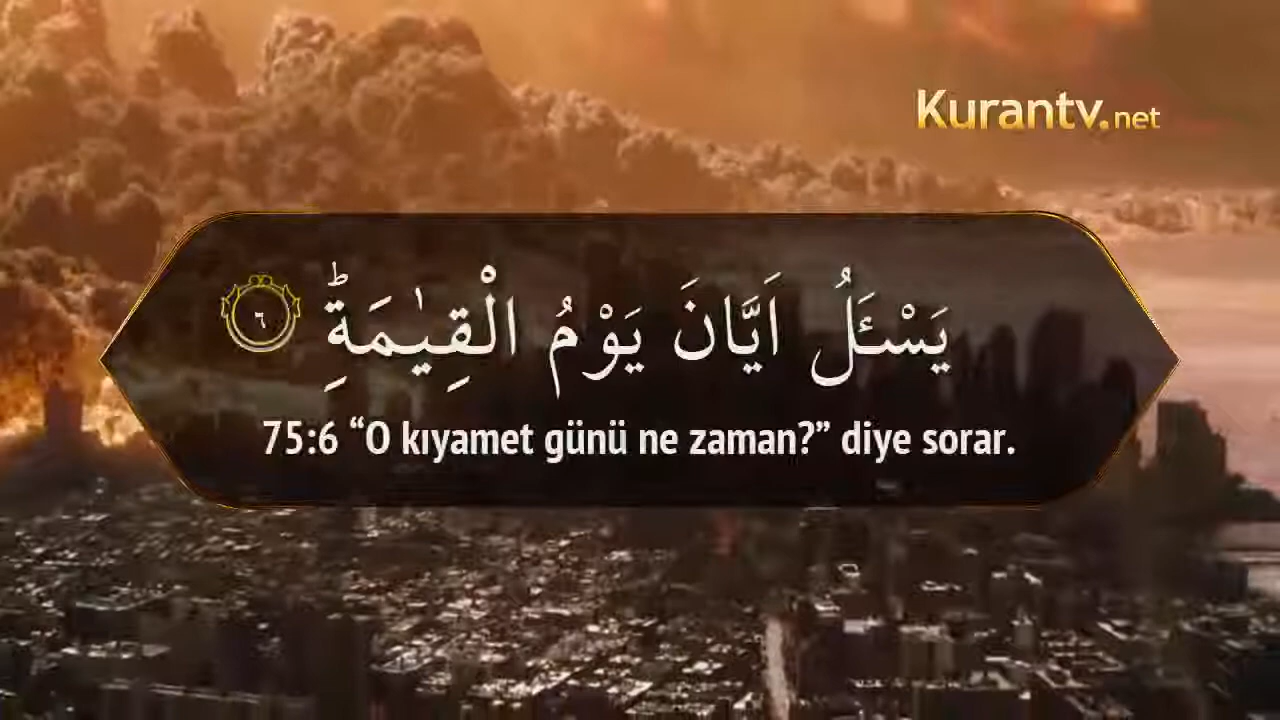 Kurantv.net
يَسْـَٔلُ اَيَّانَ يَوْمُ الْقِيٰمَةِۜ ٦
75:6 “O kıyamet günü ne zaman?” diye sorar.